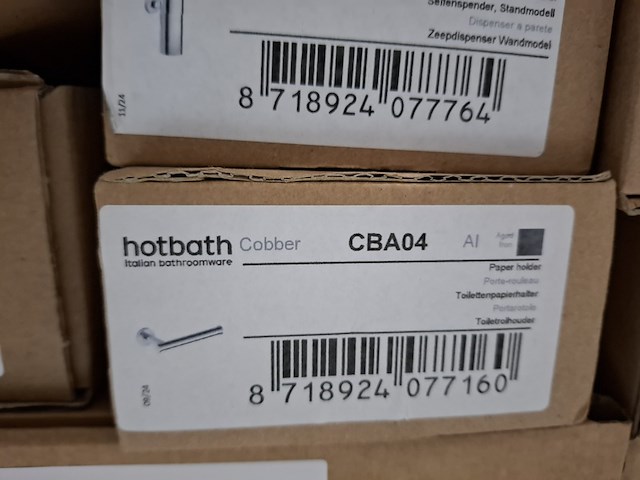 Seifenspender, Standmodell
Dispenser a parete
Zeepdispenser Wandmodel
11/24
8 718924 077764
hotbath Cobber CBA04 AI
Italian bathroomware
Paper holder
Porte-rouleau
Toilettenpapierhalter
Portarotolo
Toiletrolhouder
09/24
8 718924 077160